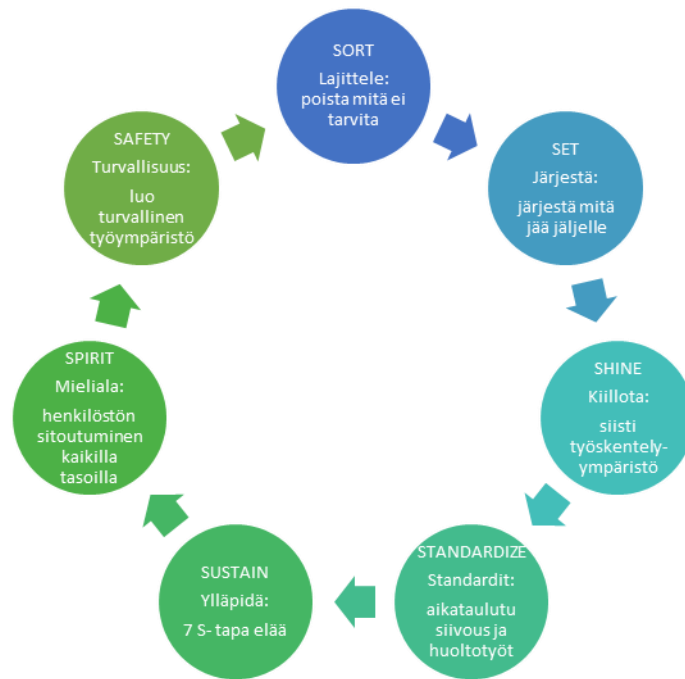 SORT
Lajittele:
poista mitä ei
tarvita
SET
Järjestä:
järjestä mitä
jää jäljelle
SHINE
Kiillota:
siisti
työskentely-
ympäristö
STANDARDIZE
Standardit:
aikataulutu
siivous ja
huoltotyöt
SUSTAIN
Ylläpidä:
7 S- tapa elää
SPIRIT
Mieliala:
henkilöstön
sitoutuminen
kaikilla
tasoilla
SAFETY
Turvallisuus:
luo
turvallinen
työympäristö